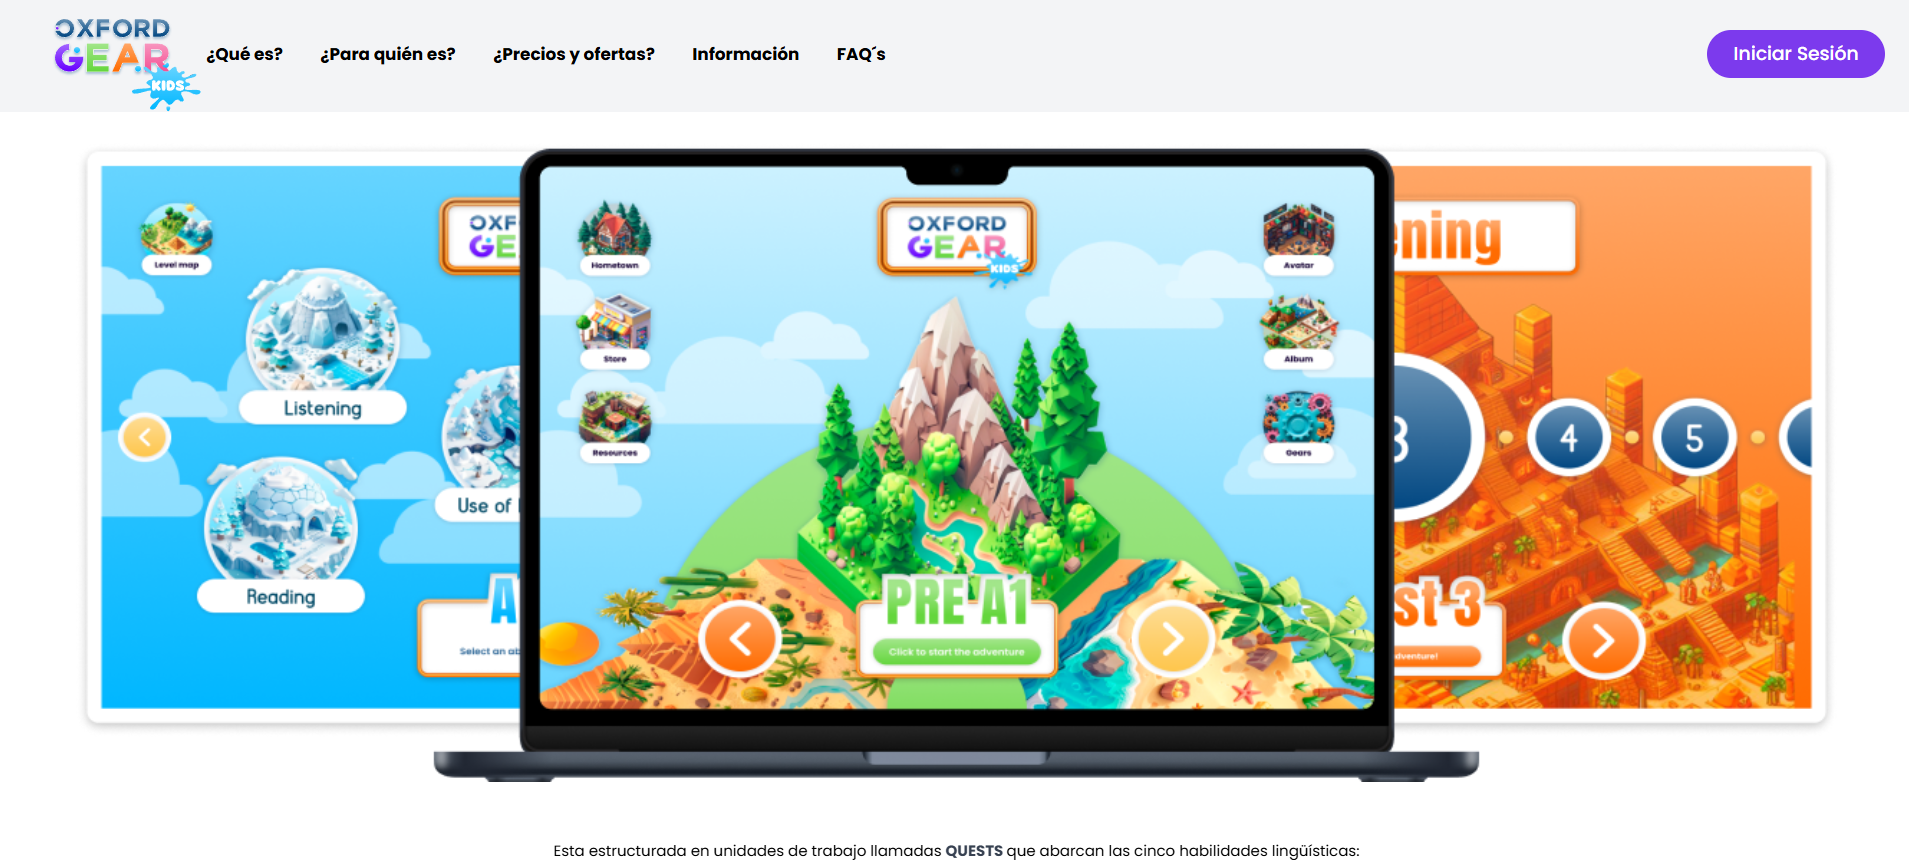 OXFORD
GEAR
KIDS
¿Qué es?
¿Para quién es?
¿Precios y ofertas?
Información
FAQ´s
Iniciar Sesión
Level map
Listening
Reading
Use of
Select an
OXFORD
GEAR
KIDS
Hometown
Store
Resources
Avatar
Album
Gears
PRE A1
Click to start the adventure
ning
3
4
5
st 3
dventure!
Esta estructurada en unidades de trabajo llamadas QUESTS que abarcan las cinco habilidades lingüísticas: